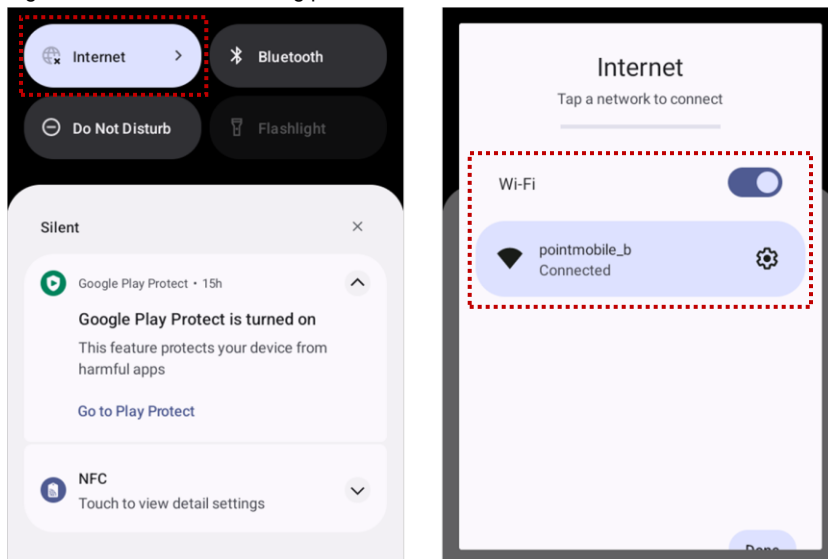 Internet
Bluetooth
Do Not Disturb
Flashlight
Silent
Google Play Protect • 15h
Google Play Protect is turned on
This feature protects your device from
harmful apps
Go to Play Protect
NFC
Touch to view detail settings
Internet
Tap a network to connect
Wi-Fi
pointmobile_b
Connected